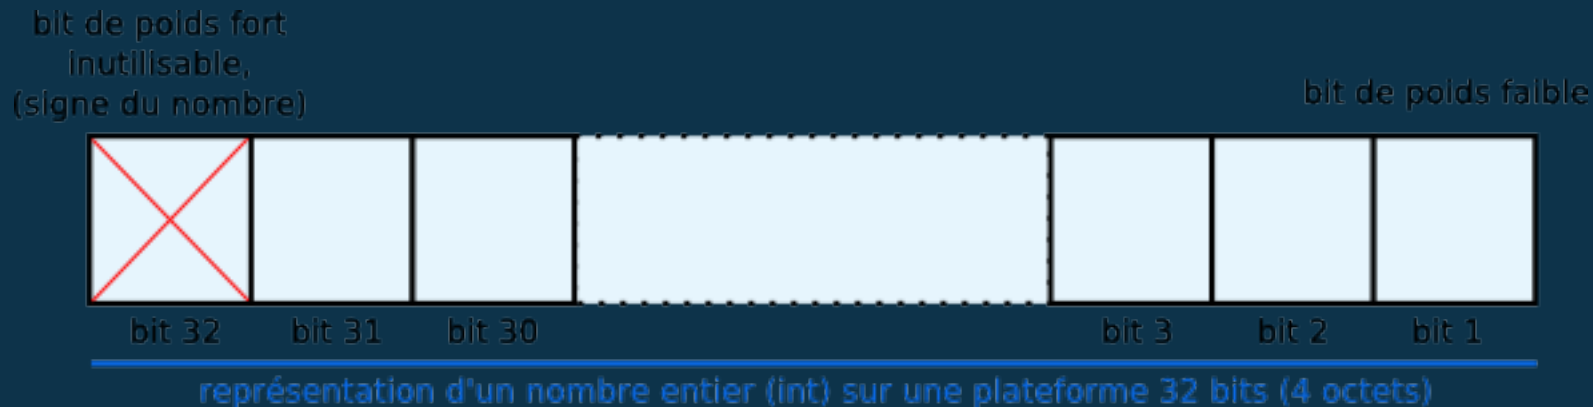 bit de poids fort
inutilisable,
(signe du nombre)
bit de poids faible
bit 32
bit 31
bit 30
bit 3
bit 2
bit 1
représentation d'un nombre entier (int) sur une plateforme 32 bits (4 octets)